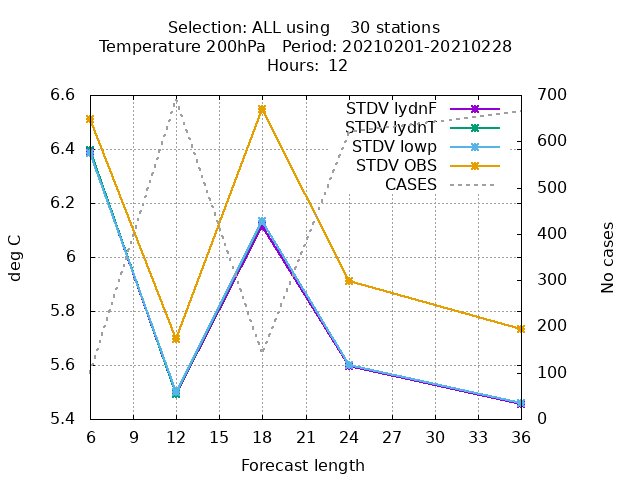 Selection: ALL using    30 stations
Temperature 200hPa   Period: 20210201-20210228
Hours:  12
STDV lydnF
STDV lydnT
STDV lowp
STDV OBS
CASES
6.6
6.4
6.2
6
5.8
5.6
5.4
700
600
500
400
300
200
100
0
deg C
No cases
6 9 12 15 18 21 24 27 30 33 36
Forecast length